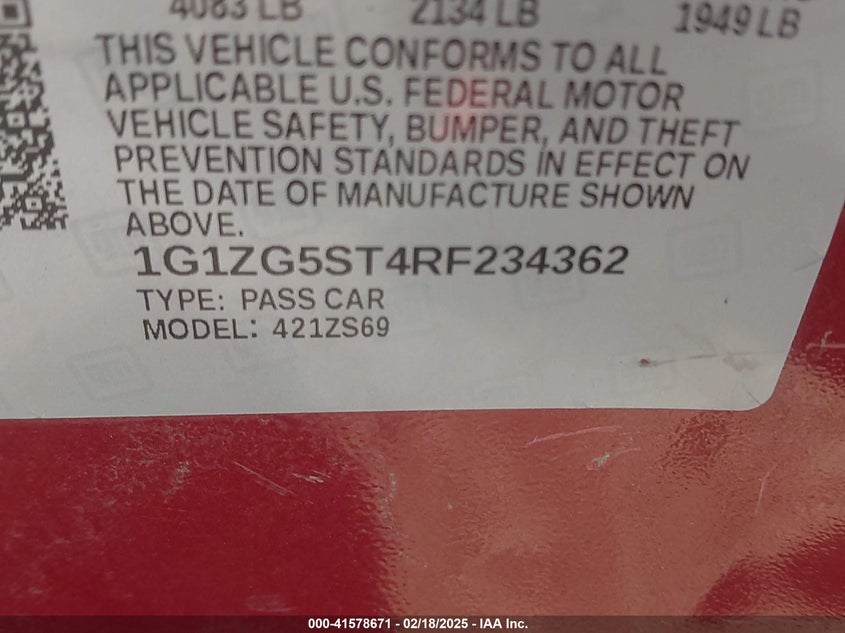 4083 LB 2134 LB 1949 LB
THIS VEHICLE CONFORMS TO ALL
APPLICABLE U.S. FEDERAL MOTOR
VEHICLE SAFETY, BUMPER, AND THEFT
PREVENTION STANDARDS IN EFFECT ON
THE DATE OF MANUFACTURE SHOWN
ABOVE.
1G1ZG5ST4RF234362
TYPE: PASS CAR
MODEL: 421ZS69
000-41578671 - 02/18/2025 - IAA Inc.